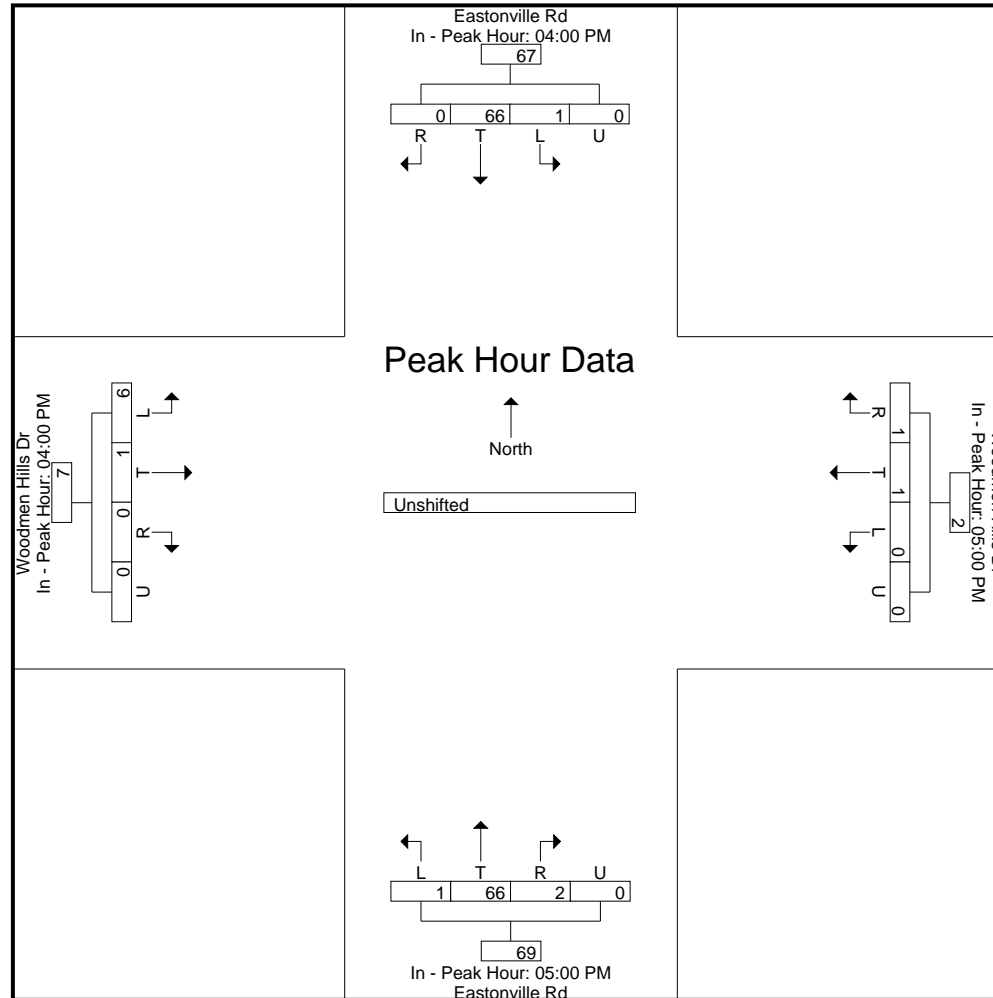 Eastonville Rd
In - Peak Hour: 04:00 PM
67
0 66 1 0
R T L U
Peak Hour Data
North
Unshifted
Woodmen Hills Dr
In - Peak Hour: 04:00 PM
7
6 1 0 0
L T R U
In - Peak Hour: 05:00 PM
2
1 1 0 0
R T L U
L T R U
1 66 2 0
69
In - Peak Hour: 05:00 PM
Eastonville Rd